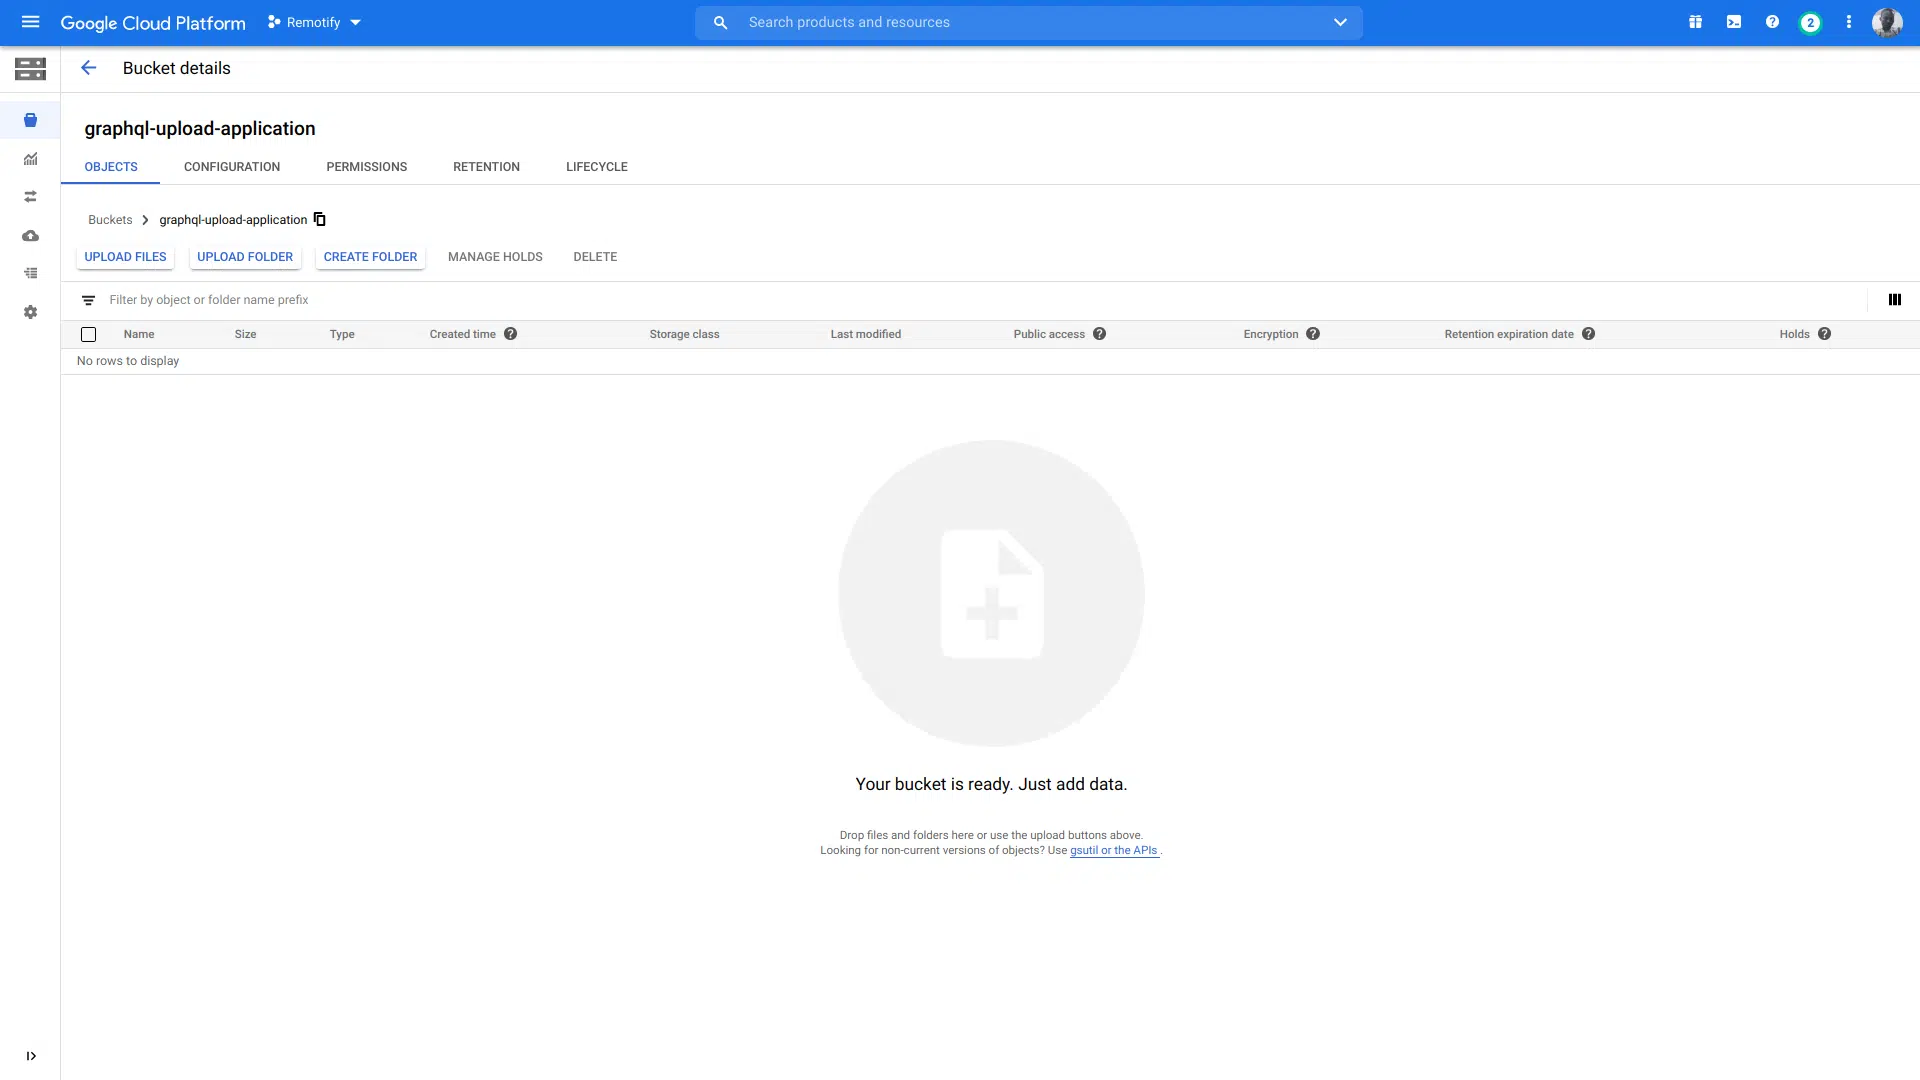 Google Cloud Platform Remotify Search products and resources 2
Bucket details
graphql-upload-application
OBJECTS CONFIGURATION PERMISSIONS RETENTION LIFECYCLE
Buckets graphql-upload-application
UPLOAD FILES UPLOAD FOLDER CREATE FOLDER MANAGE HOLDS DELETE
Filter by object or folder name prefix
Name Size Type Created time Storage class Last modified Public access Encryption Retention expiration date Holds
No rows to display
Your bucket is ready. Just add data.
Drop files and folders here or use the upload buttons above.
Looking for non-current versions of objects? Use gsutil or the APIs .